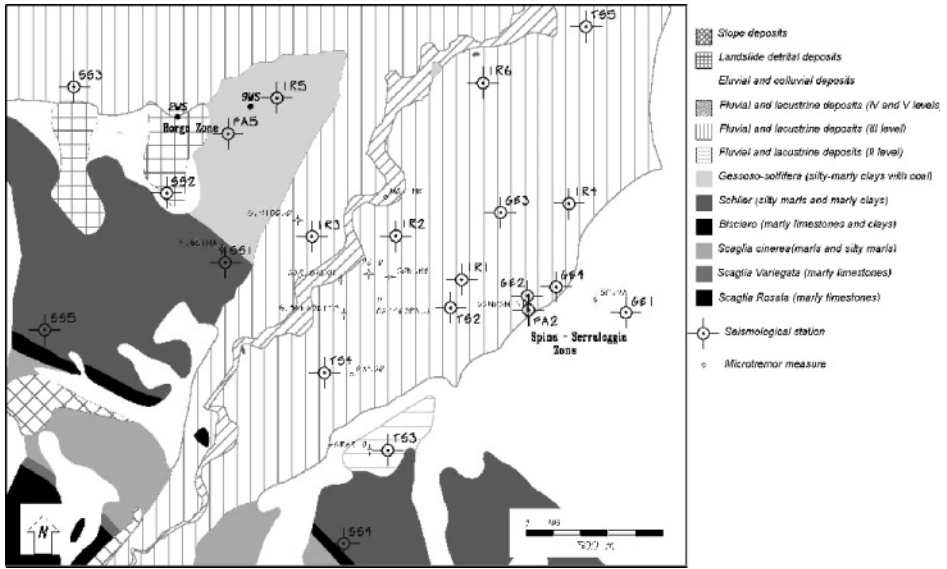 TS5
SS3
IR5
IR6
2WS
9WS
Borgo Zone
PA5
SS2
IR4
GE3
IR3
IR2
SS1
IR1
GE2
GE4
GE1
TS2
PA2
SS5
Spina - Serraloggia
Zone
TS4
TS3
SS4
N
0
500 m
Slope deposits
Landslide detrital deposits
Eluvial and colluvial deposits
Fluvial and lacustrine deposits (IV and V levels)
Fluvial and lacustrine deposits (III level)
Fluvial and lacustrine deposits (II level)
Gessoso-solfifera (silty-marly clays with coal)
Schlier (silty marls and marly clays)
Bisciaro (marly limestones and clays)
Scaglia cinerea(marls and silty marls)
Scaglia Variegata (marly limestones)
Scaglia Rosata (marly limestones)
Seismological station
Microtremor measure